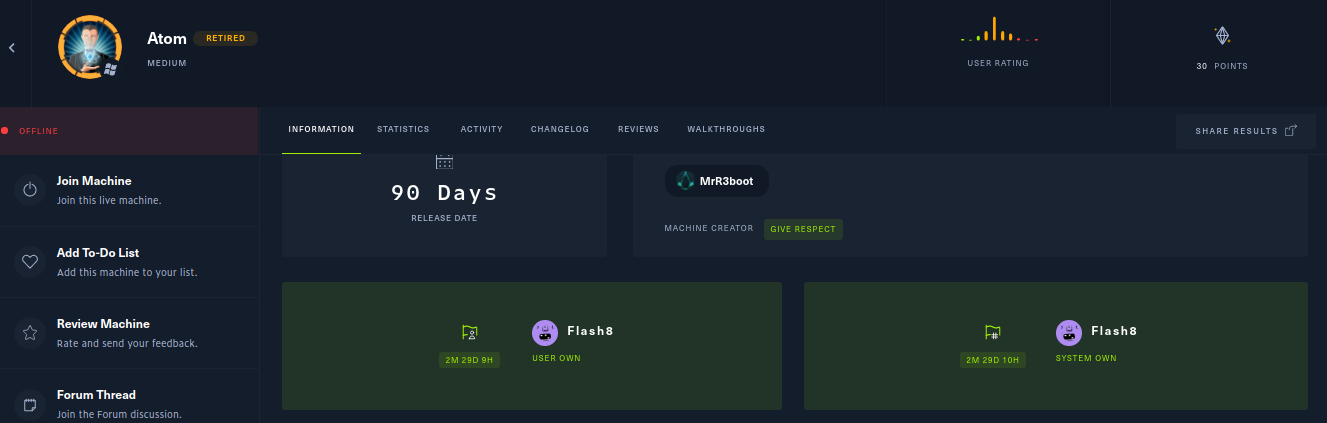 Atom RETIRED
MEDIUM
USER RATING
30 POINTS
OFFLINE
INFORMATION STATISTICS ACTIVITY CHANGELOG REVIEWS WALKTHROUGHS
SHARE RESULTS
Join Machine
Join this live machine.
Add To-Do List
Add this machine to your list.
Review Machine
Rate and send your feedback.
Forum Thread
Join the Forum discussion.
90 Days
RELEASE DATE
MrR3boot
MACHINE CREATOR GIVE RESPECT
Flash8
2M 29D 9H USER OWN
Flash8
2M 29D 10H SYSTEM OWN